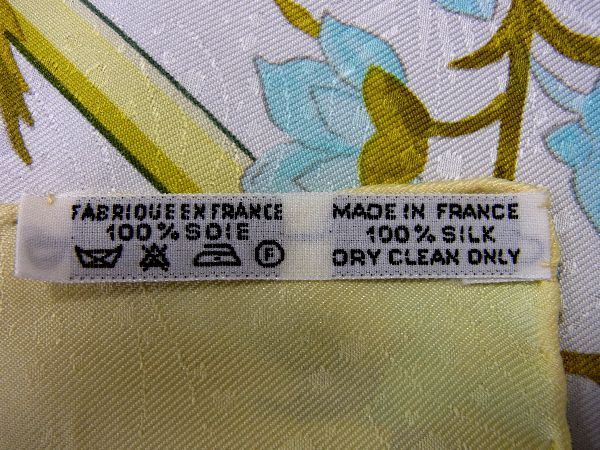 FABRIQUE EN FRANCE
100% SOIE
F
MADE IN FRANCE
100% SILK
DRY CLEAN ONLY